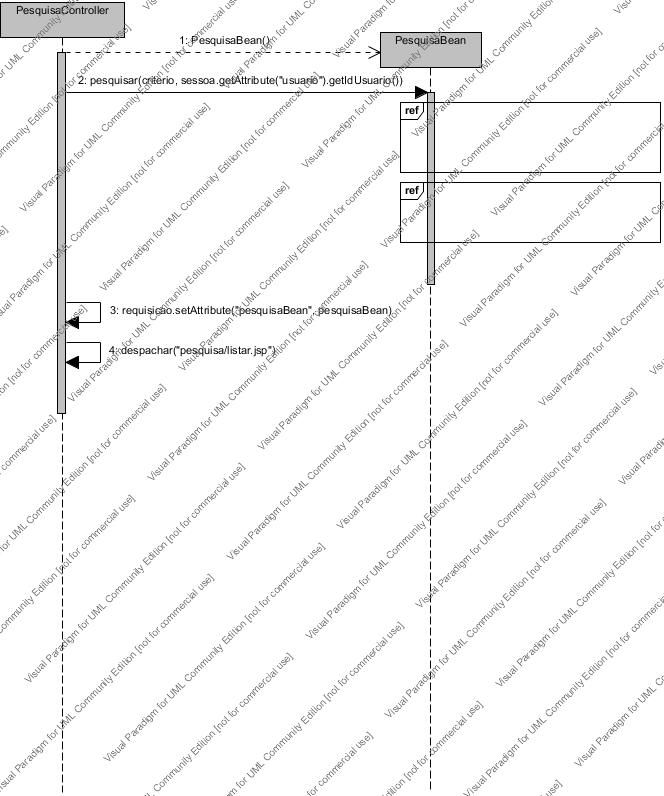 PesquisaController
1: PesquisaBean()
PesquisaBean
2: pesquisar(criterio, sessoa.getAttribute("usuario").getIdUsuario())
ref
ref
3: requisicao.setAttribute("pesquisaBean", pesquisaBean)
4: despachar("pesquisa/listar.jsp")
Visual Paradigm for UML Community Edition [not for commercial use]